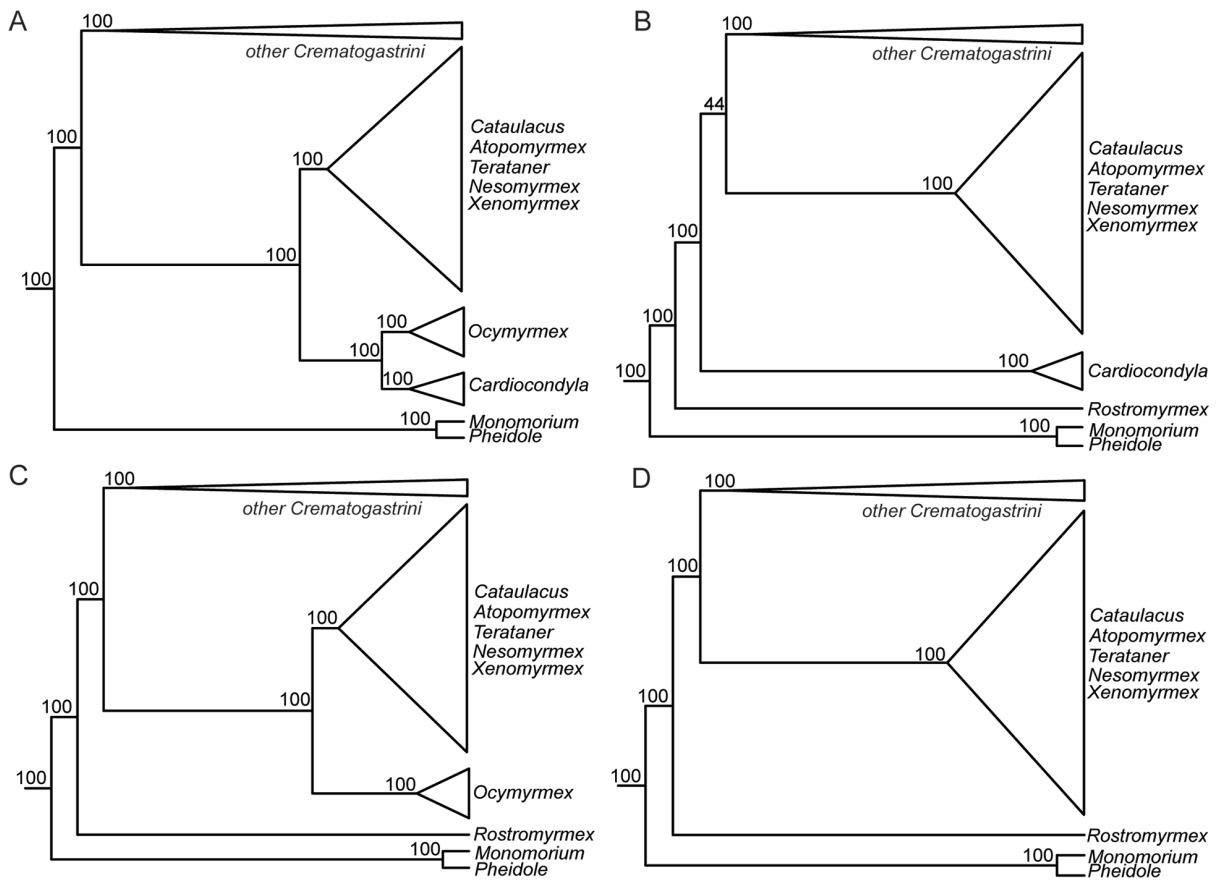 A
100
other Crematogastrini
100
100
Cataulacus
Atopomyrmex
Terataner
Nesomyrmex
Xenomyrmex
100
100
100
Ocymyrmex
100
100
Cardiocondyla
100
Monomorium
Pheidole
B
100
other Crematogastrini
44
100
Cataulacus
Atopomyrmex
Terataner
Nesomyrmex
Xenomyrmex
100
100
100
Cardiocondyla
100
Rostromyrmex
100
Monomorium
Pheidole
C
100
other Crematogastrini
100
100
Cataulacus
Atopomyrmex
Terataner
Nesomyrmex
Xenomyrmex
100
100
100
Ocymyrmex
100
Rostromyrmex
100
Monomorium
Pheidole
D
100
other Crematogastrini
100
100
Cataulacus
Atopomyrmex
Terataner
Nesomyrmex
Xenomyrmex
100
100
Rostromyrmex
100
Monomorium
Pheidole